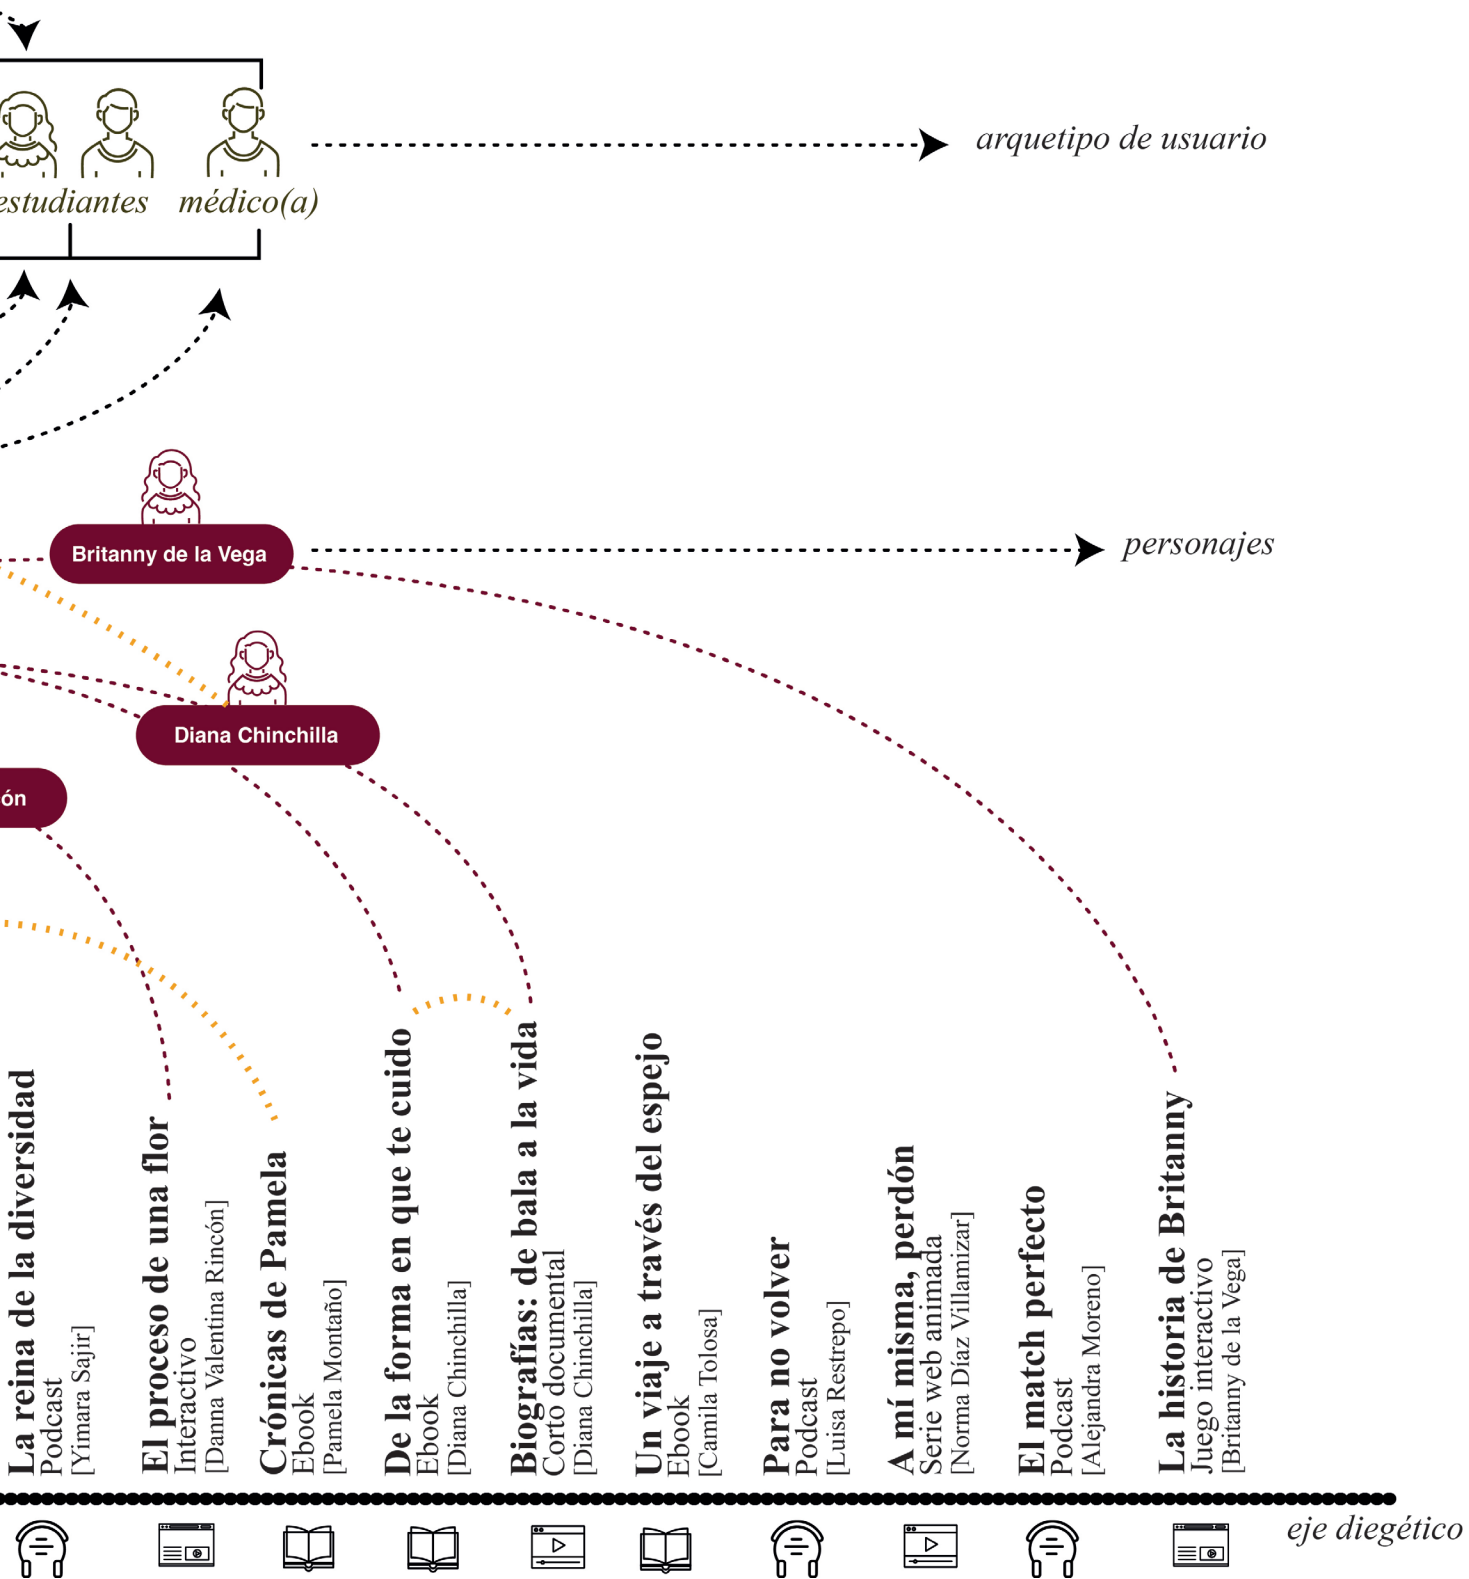 arquetipo de usuario
estudiantes
médico(a)
Britanny de la Vega
personajes
Diana Chinchilla
ón
La reina de la diversidad
Podcast
[Yimara Sajir]
El proceso de una flor
Interactivo
[Danna Valentina Rincón]
Crónicas de Pamela
Ebook
[Pamela Montaño]
De la forma en que te cuido
Ebook
[Diana Chinchilla]
Biografías: de bala a la vida
Corto documental
[Diana Chinchilla]
Un viaje a través del espejo
Ebook
[Camila Tolosa]
Para no volver
Podcast
[Luisa Restrepo]
A mí misma, perdón
Serie web animada
[Norma Díaz Villamizar]
El match perfecto
Podcast
[Alejandra Moreno]
La historia de Britanny
Juego interactivo
[Britanny de la Vega]
eje diegético